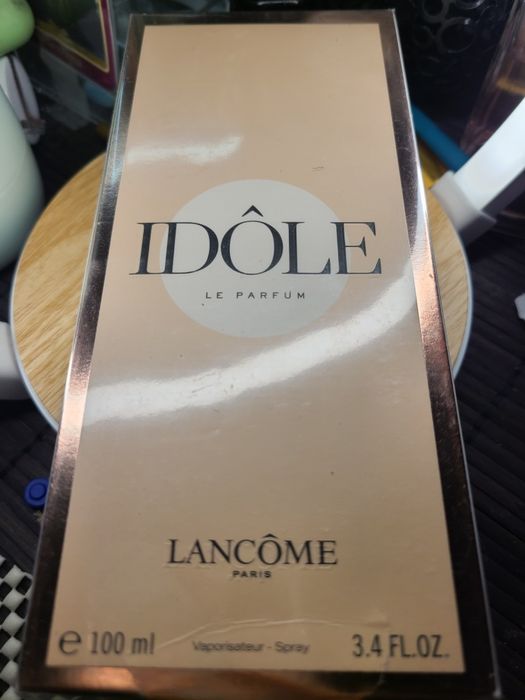 IDÔLE
LE PARFUM
LANCÔME
PARIS
℮ 100 ml Vaporisateur - Spray 3.4 FL.OZ.